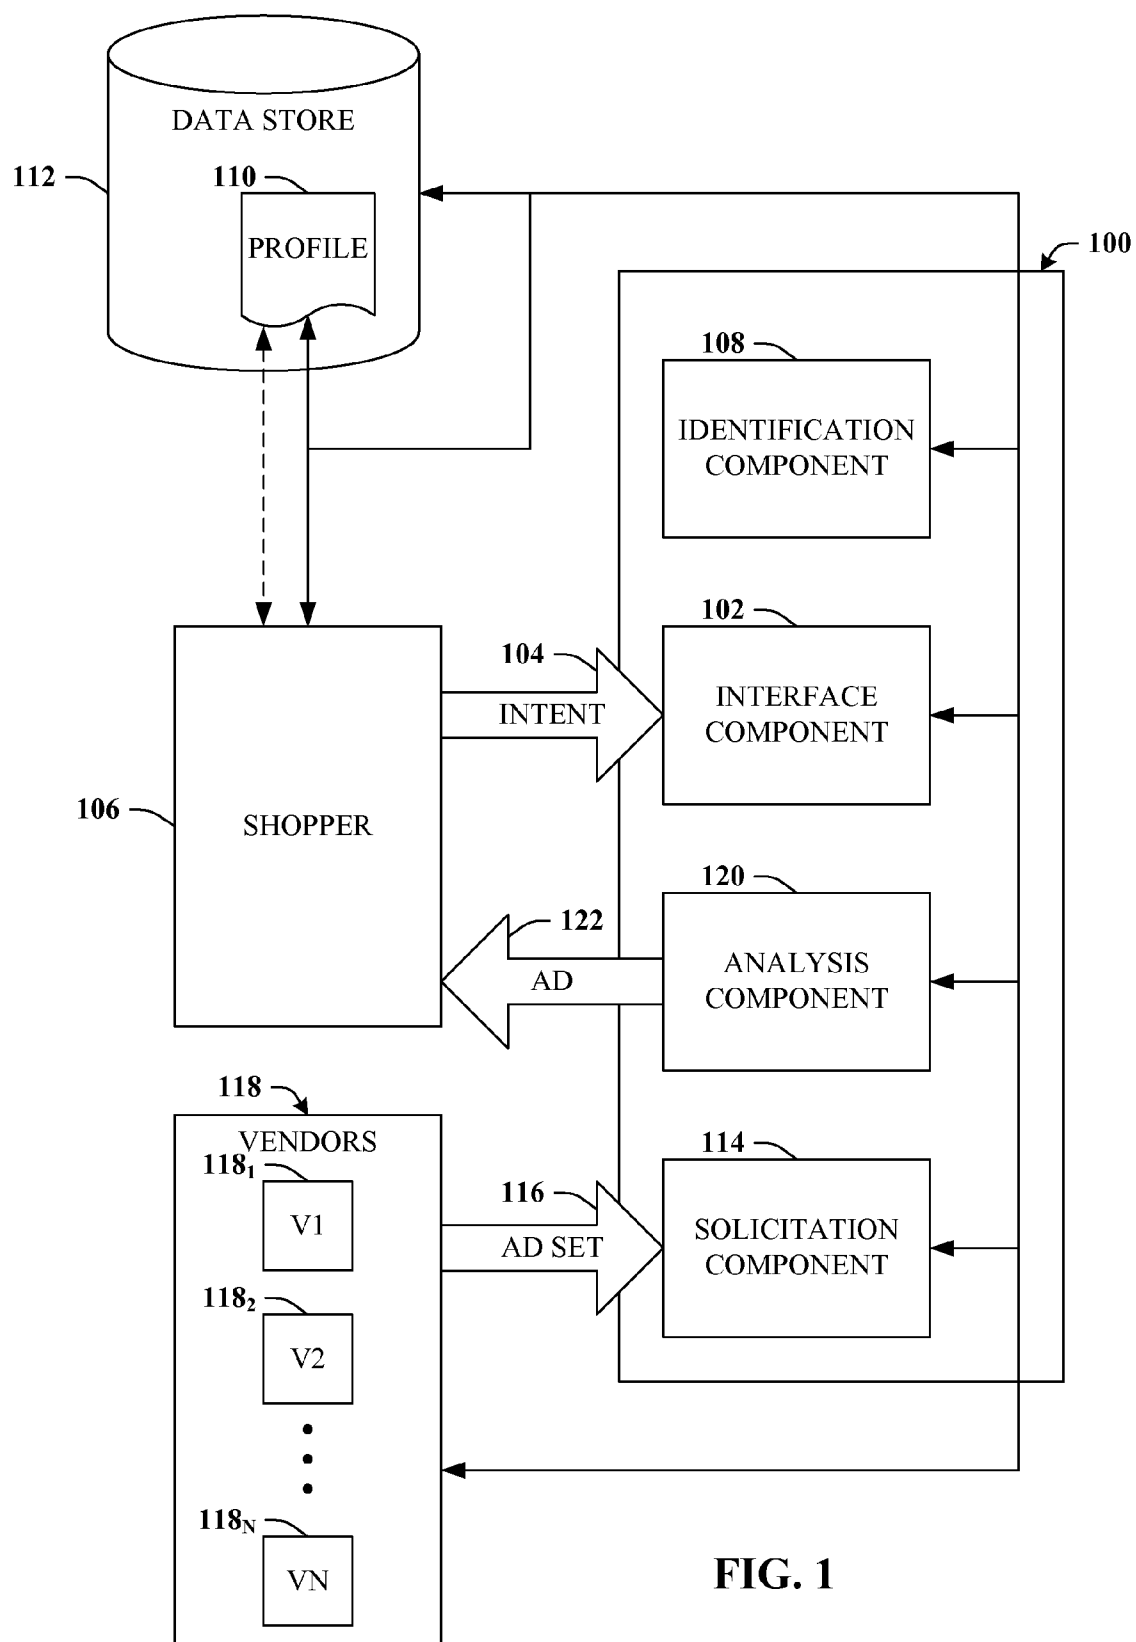 DATA STORE
112
110
PROFILE
100
108
IDENTIFICATION
COMPONENT
102
104
INTENT
INTERFACE
COMPONENT
106
SHOPPER
120
122
AD
ANALYSIS
COMPONENT
118
VENDORS
114
118₁
V1
116
AD SET
SOLICITATION
COMPONENT
118₂
V2
118N
VN
FIG. 1